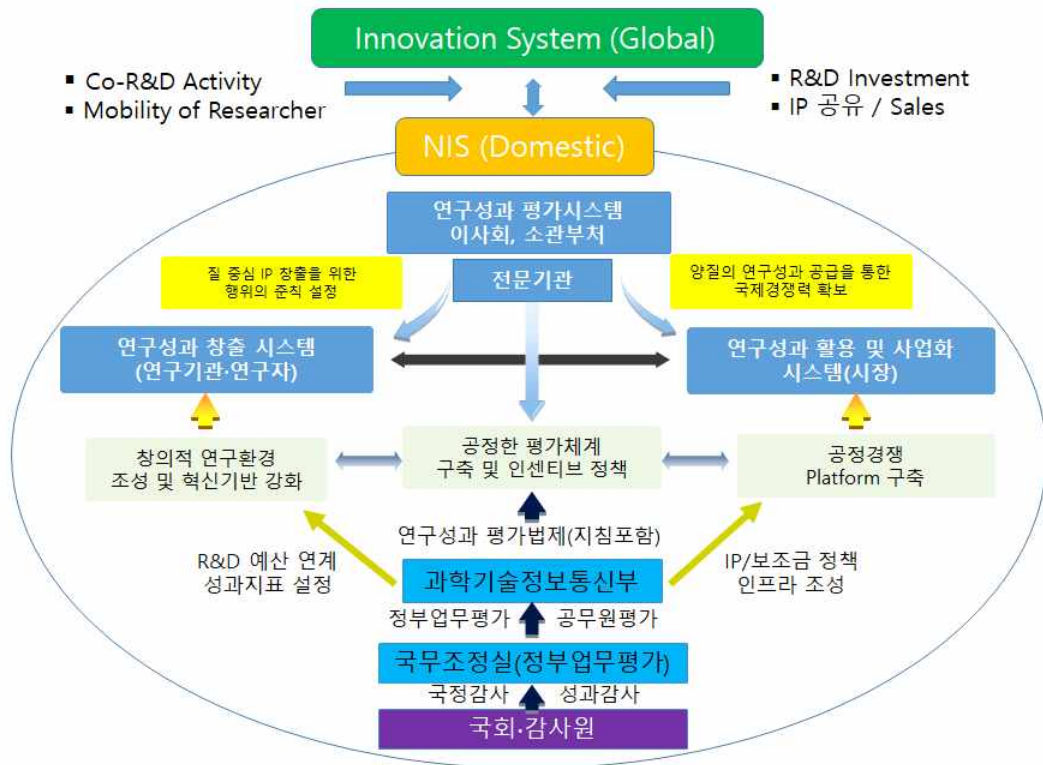 Innovation System (Global)
▪ Co-R&D Activity
▪ Mobility of Researcher
▪ R&D Investment
▪ IP 공유 / Sales
NIS (Domestic)
연구성과 평가시스템
이사회, 소관부처
전문기관
질 중심 IP 창출을 위한
행위의 준칙 설정
양질의 연구성과 공급을 통한
국제경쟁력 확보
연구성과 창출 시스템
(연구기관·연구자)
연구성과 활용 및 사업화
시스템(시장)
창의적 연구환경
조성 및 혁신기반 강화
공정한 평가체계
구축 및 인센티브 정책
공정경쟁
Platform 구축
연구성과 평가법제(지침포함)
R&D 예산 연계
성과지표 설정
IP/보조금 정책
인프라 조성
과학기술정보통신부
정부업무평가 공무원평가
국무조정실(정부업무평가)
국정감사 성과감사
국회·감사원